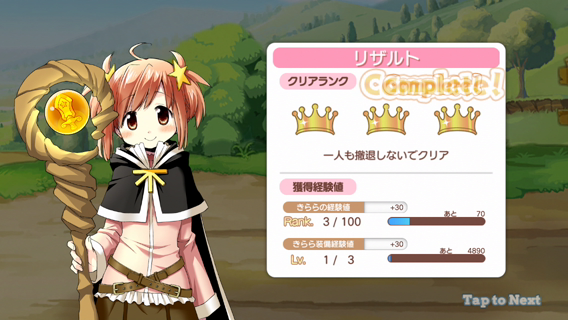 リザルト
クリアランク
Complete!
一人も撤退しないでクリア
獲得経験値
きららの経験値 +30
Rank. 3 / 100 あと 70
きらら装備経験値 +30
Lv. 1 / 3 あと 4890
Tap to Next